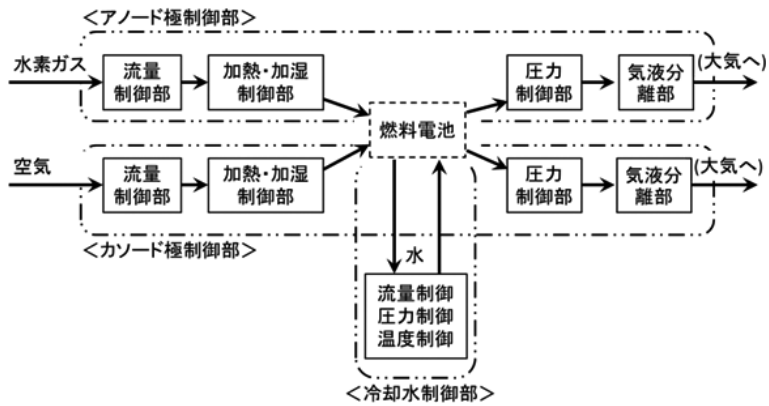 ＜アノード極制御部＞
水素ガス
流量
制御部
加熱・加湿
制御部
圧力
制御部
気液分
離部
(大気へ)
燃料電池
空気
流量
制御部
加熱・加湿
制御部
圧力
制御部
気液分
離部
(大気へ)
＜カソード極制御部＞
水
流量制御
圧力制御
温度制御
＜冷却水制御部＞